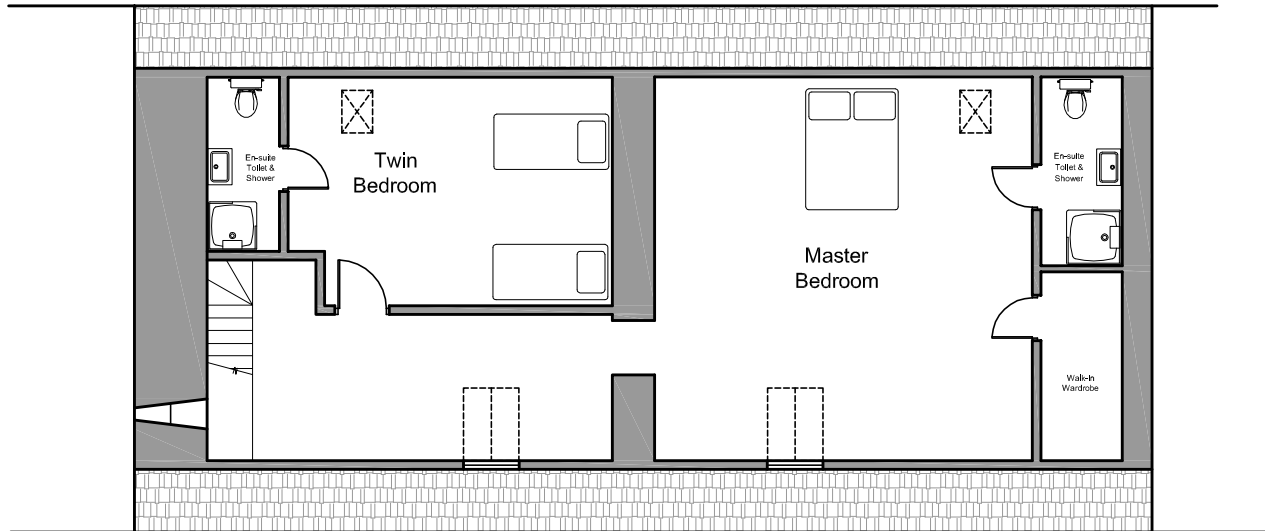 En-suite
Toilet &
Shower
Twin
Bedroom
En-suite
Toilet &
Shower
Master
Bedroom
Walk-In
Wardrobe